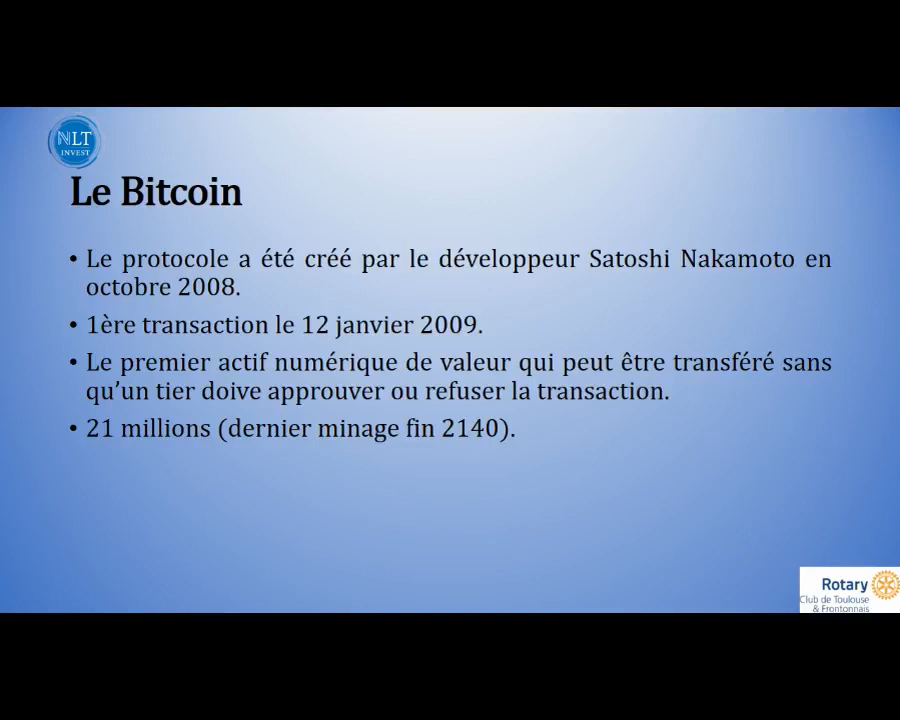 NLT
INVEST
Le Bitcoin
• Le protocole a été créé par le développeur Satoshi Nakamoto en
octobre 2008.
• 1ère transaction le 12 janvier 2009.
• Le premier actif numérique de valeur qui peut être transféré sans
qu’un tier doive approuver ou refuser la transaction.
• 21 millions (dernier minage fin 2140).
Rotary
Club de Toulouse
& Frontonnais